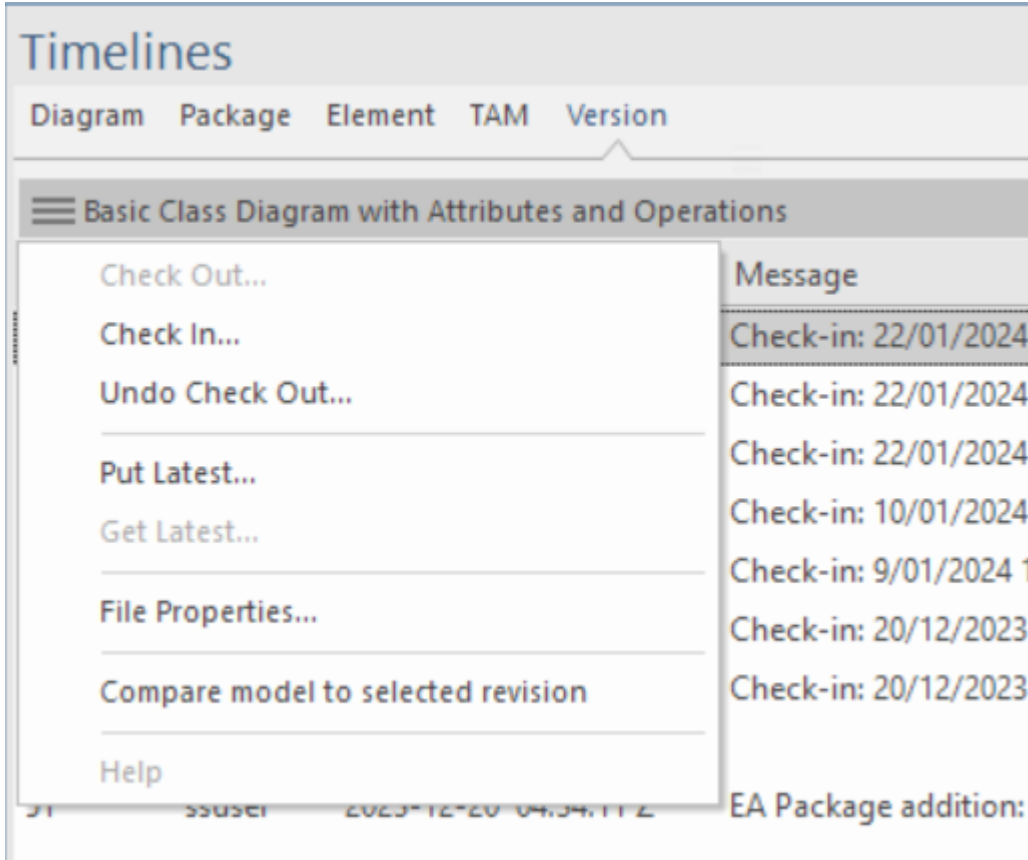 Timelines
Diagram Package Element TAM Version
Basic Class Diagram with Attributes and Operations
Check Out...
Message
Check In...
Check-in: 22/01/2024
Undo Check Out...
Check-in: 22/01/2024
Check-in: 22/01/2024
Put Latest...
Check-in: 10/01/2024
Get Latest...
Check-in: 9/01/2024 1
File Properties...
Check-in: 20/12/2023
Compare model to selected revision
Check-in: 20/12/2023
Help
ssuser EA Package addition: